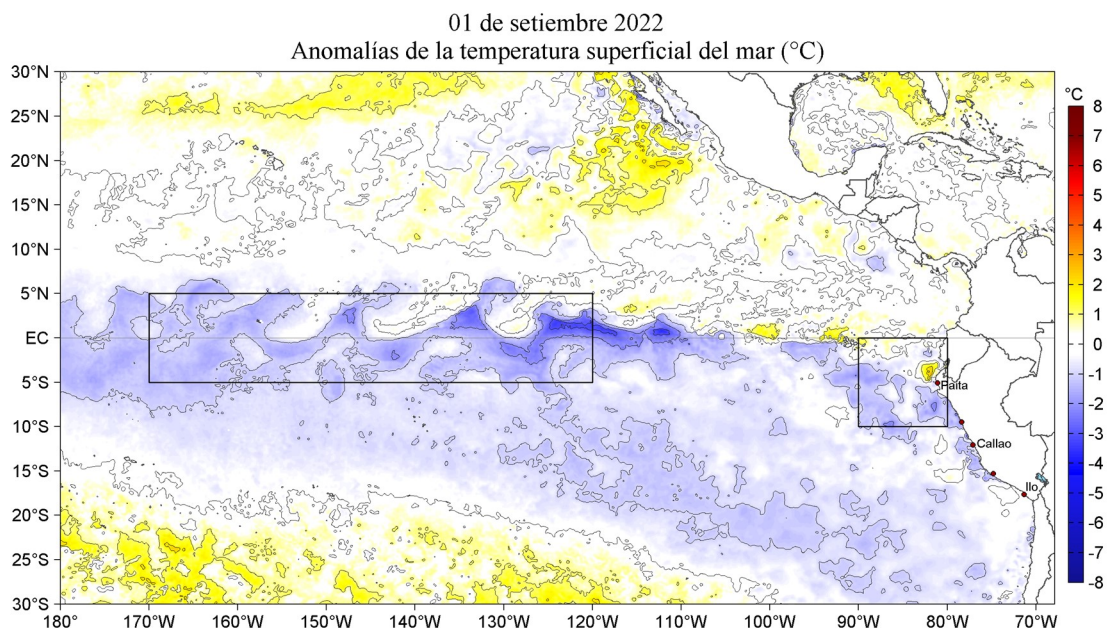 01 de setiembre 2022
Anomalías de la temperatura superficial del mar (°C)
30°N
25°N
20°N
15°N
10°N
5°N
EC
5°S
10°S
15°S
20°S
25°S
30°S
180
170°W
160°W
150°W
140°W
130°W
120°W
110°W
100°W
90°W
80°W
70°W
Paita
Callao
Ilo
°C
8
7
6
5
4
3
2
1
0
-1
-2
-3
-4
-5
-6
-7
-8